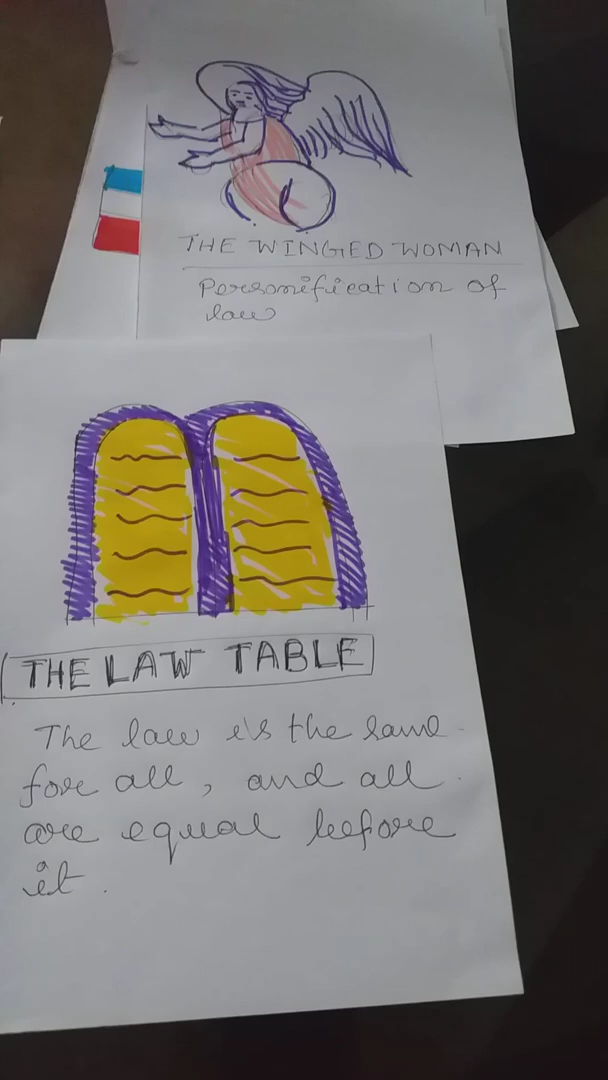 THE WINGED WOMAN
Personification of
law
THE LAW TABLE
The law is the same
for all, and all
are equal before
it.